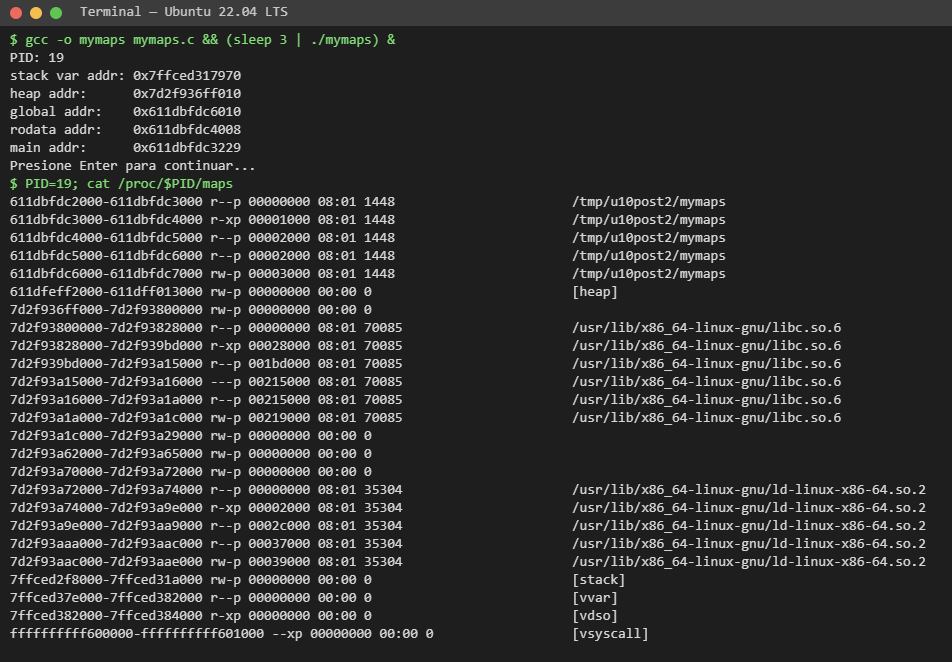 Terminal — Ubuntu 22.04 LTS
$ gcc -o mymaps mymaps.c && (sleep 3 | ./mymaps) &
PID: 19
stack var addr: 0x7ffced317970
heap addr:      0x7d2f936ff010
global addr:    0x611dbfdc6010
rodata addr:    0x611dbfdc4008
main addr:      0x611dbfdc3229
Presione Enter para continuar...
$ PID=19; cat /proc/$PID/maps
611dbfdc2000-611dbfdc3000 r--p 00000000 08:01 1448                       /tmp/u10post2/mymaps
611dbfdc3000-611dbfdc4000 r-xp 00001000 08:01 1448                       /tmp/u10post2/mymaps
611dbfdc4000-611dbfdc5000 r--p 00002000 08:01 1448                       /tmp/u10post2/mymaps
611dbfdc5000-611dbfdc6000 r--p 00002000 08:01 1448                       /tmp/u10post2/mymaps
611dbfdc6000-611dbfdc7000 rw-p 00003000 08:01 1448                       /tmp/u10post2/mymaps
611dfeff2000-611dff013000 rw-p 00000000 00:00 0                          [heap]
7d2f936ff000-7d2f93800000 rw-p 00000000 00:00 0
7d2f93800000-7d2f93828000 r--p 00000000 08:01 70085                      /usr/lib/x86_64-linux-gnu/libc.so.6
7d2f93828000-7d2f939bd000 r-xp 00028000 08:01 70085                      /usr/lib/x86_64-linux-gnu/libc.so.6
7d2f939bd000-7d2f93a15000 r--p 001bd000 08:01 70085                      /usr/lib/x86_64-linux-gnu/libc.so.6
7d2f93a15000-7d2f93a16000 ---p 00215000 08:01 70085                      /usr/lib/x86_64-linux-gnu/libc.so.6
7d2f93a16000-7d2f93a1a000 r--p 00215000 08:01 70085                      /usr/lib/x86_64-linux-gnu/libc.so.6
7d2f93a1a000-7d2f93a1c000 rw-p 00219000 08:01 70085                      /usr/lib/x86_64-linux-gnu/libc.so.6
7d2f93a1c000-7d2f93a29000 rw-p 00000000 00:00 0
7d2f93a62000-7d2f93a65000 rw-p 00000000 00:00 0
7d2f93a70000-7d2f93a72000 rw-p 00000000 00:00 0
7d2f93a72000-7d2f93a74000 r--p 00000000 08:01 35304                      /usr/lib/x86_64-linux-gnu/ld-linux-x86-64.so.2
7d2f93a74000-7d2f93a9e000 r-xp 00002000 08:01 35304                      /usr/lib/x86_64-linux-gnu/ld-linux-x86-64.so.2
7d2f93a9e000-7d2f93aa9000 r--p 0002c000 08:01 35304                      /usr/lib/x86_64-linux-gnu/ld-linux-x86-64.so.2
7d2f93aaa000-7d2f93aac000 r--p 00037000 08:01 35304                      /usr/lib/x86_64-linux-gnu/ld-linux-x86-64.so.2
7d2f93aac000-7d2f93aae000 rw-p 00039000 08:01 35304                      /usr/lib/x86_64-linux-gnu/ld-linux-x86-64.so.2
7ffced2f8000-7ffced31a000 rw-p 00000000 00:00 0                          [stack]
7ffced37e000-7ffced382000 r--p 00000000 00:00 0                          [vvar]
7ffced382000-7ffced384000 r-xp 00000000 00:00 0                          [vdso]
ffffffffff600000-ffffffffff601000 --xp 00000000 00:00 0                  [vsyscall]